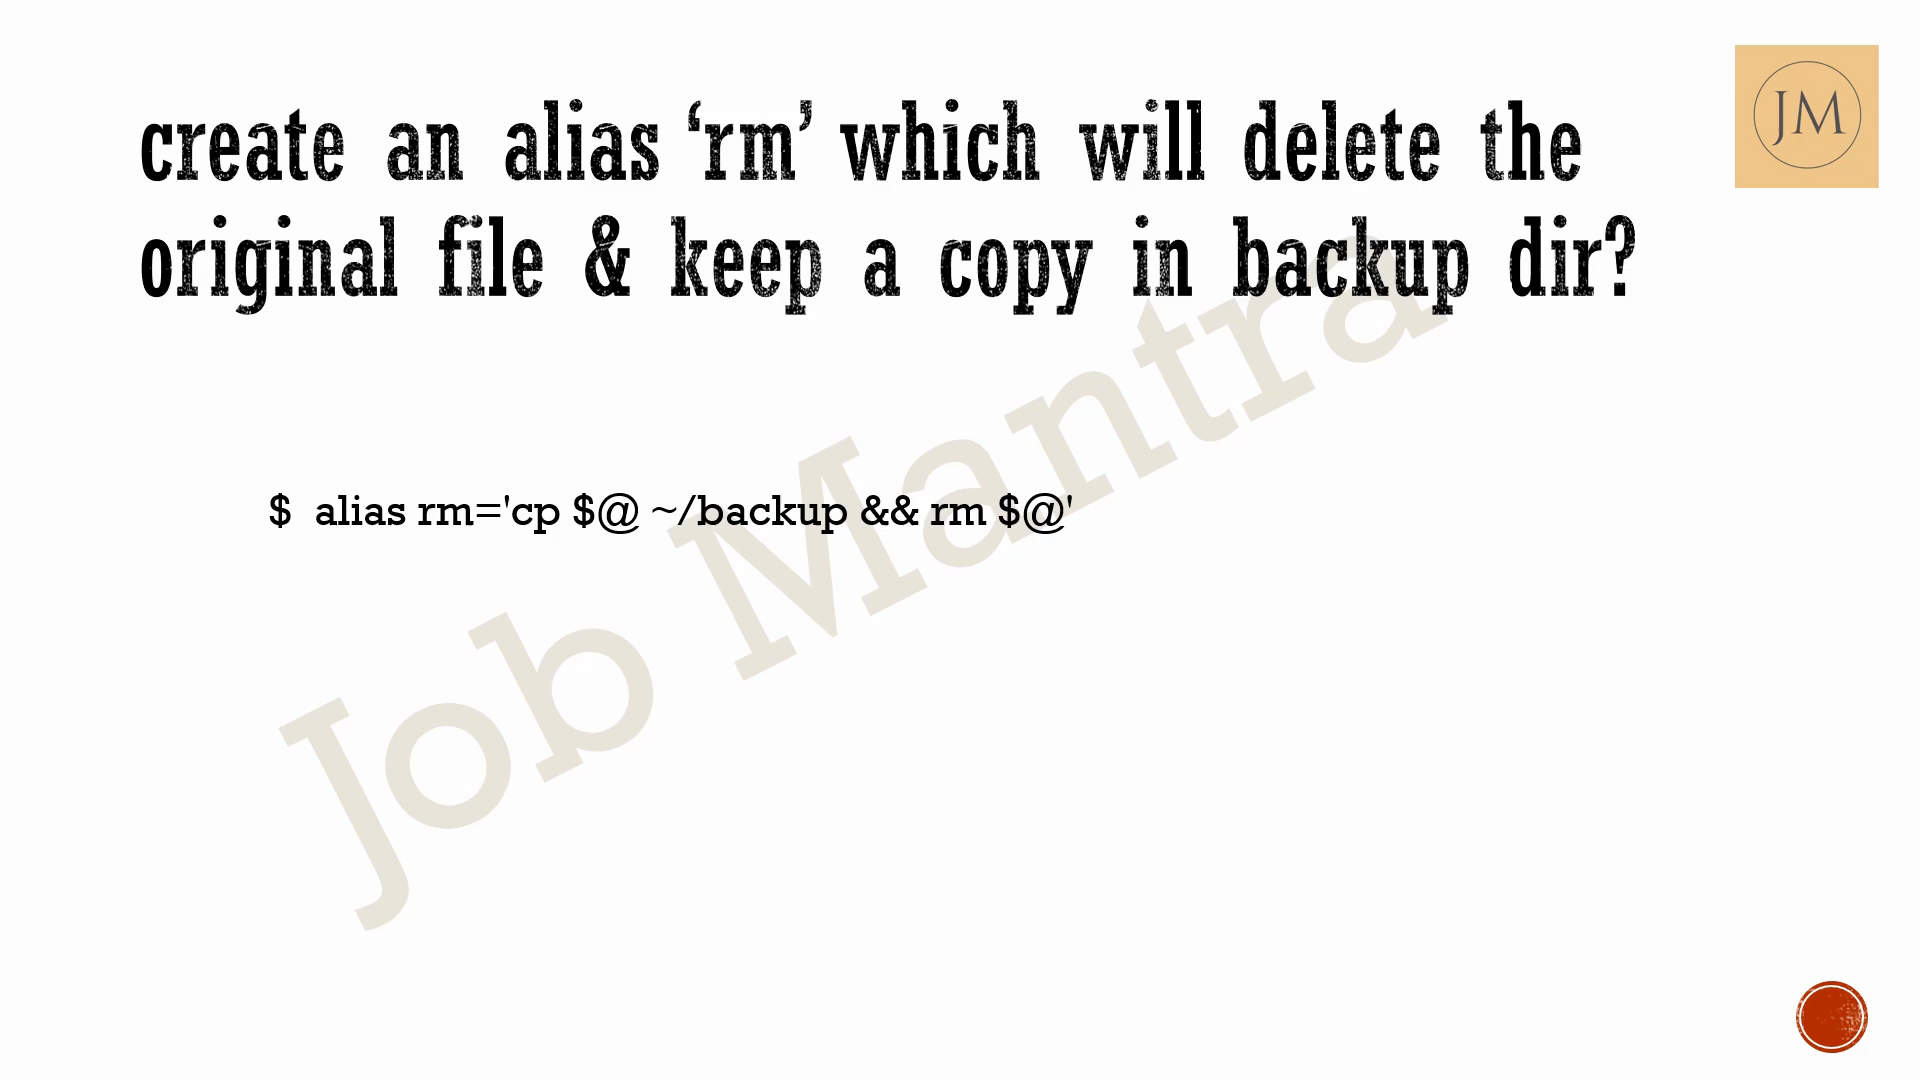 JM
create an alias ‘rm’ which will delete the
original file & keep a copy in backup dir?
$ alias rm='cp $@ ~/backup && rm $@'
Job Mantra